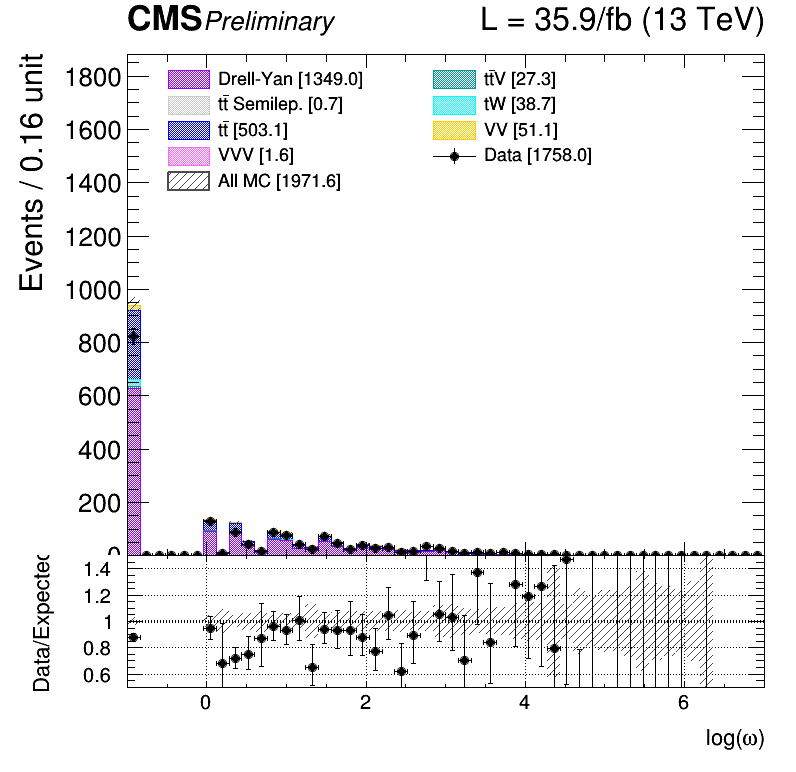 CMS Preliminary L = 35.9/fb (13 TeV)
Events / 0.16 unit
1800
1600
1400
1200
1000
800
600
400
200
0
Drell-Yan [1349.0]
tt̄ Semilep. [0.7]
tt̄ [503.1]
VVV [1.6]
All MC [1971.6]
tt̄V [27.3]
tW [38.7]
VV [51.1]
Data [1758.0]
Data/Expected
1.4
1.2
1
0.8
0.6
0 2 4 6
log(ω)